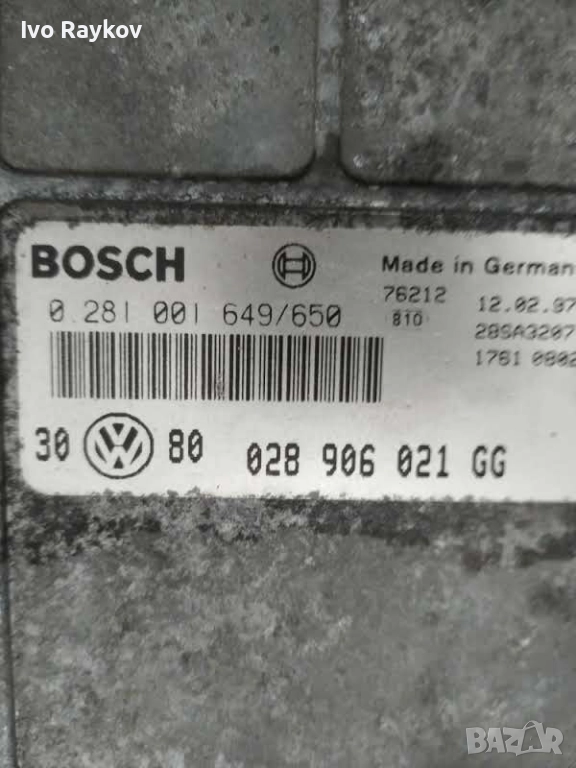 Ivo Raykov
BOSCH
Made in German
0 281 001 649/650
76212 12.02.97
810 28SA3207
1761 0802
30 80 028 906 021 GG
BAZAR